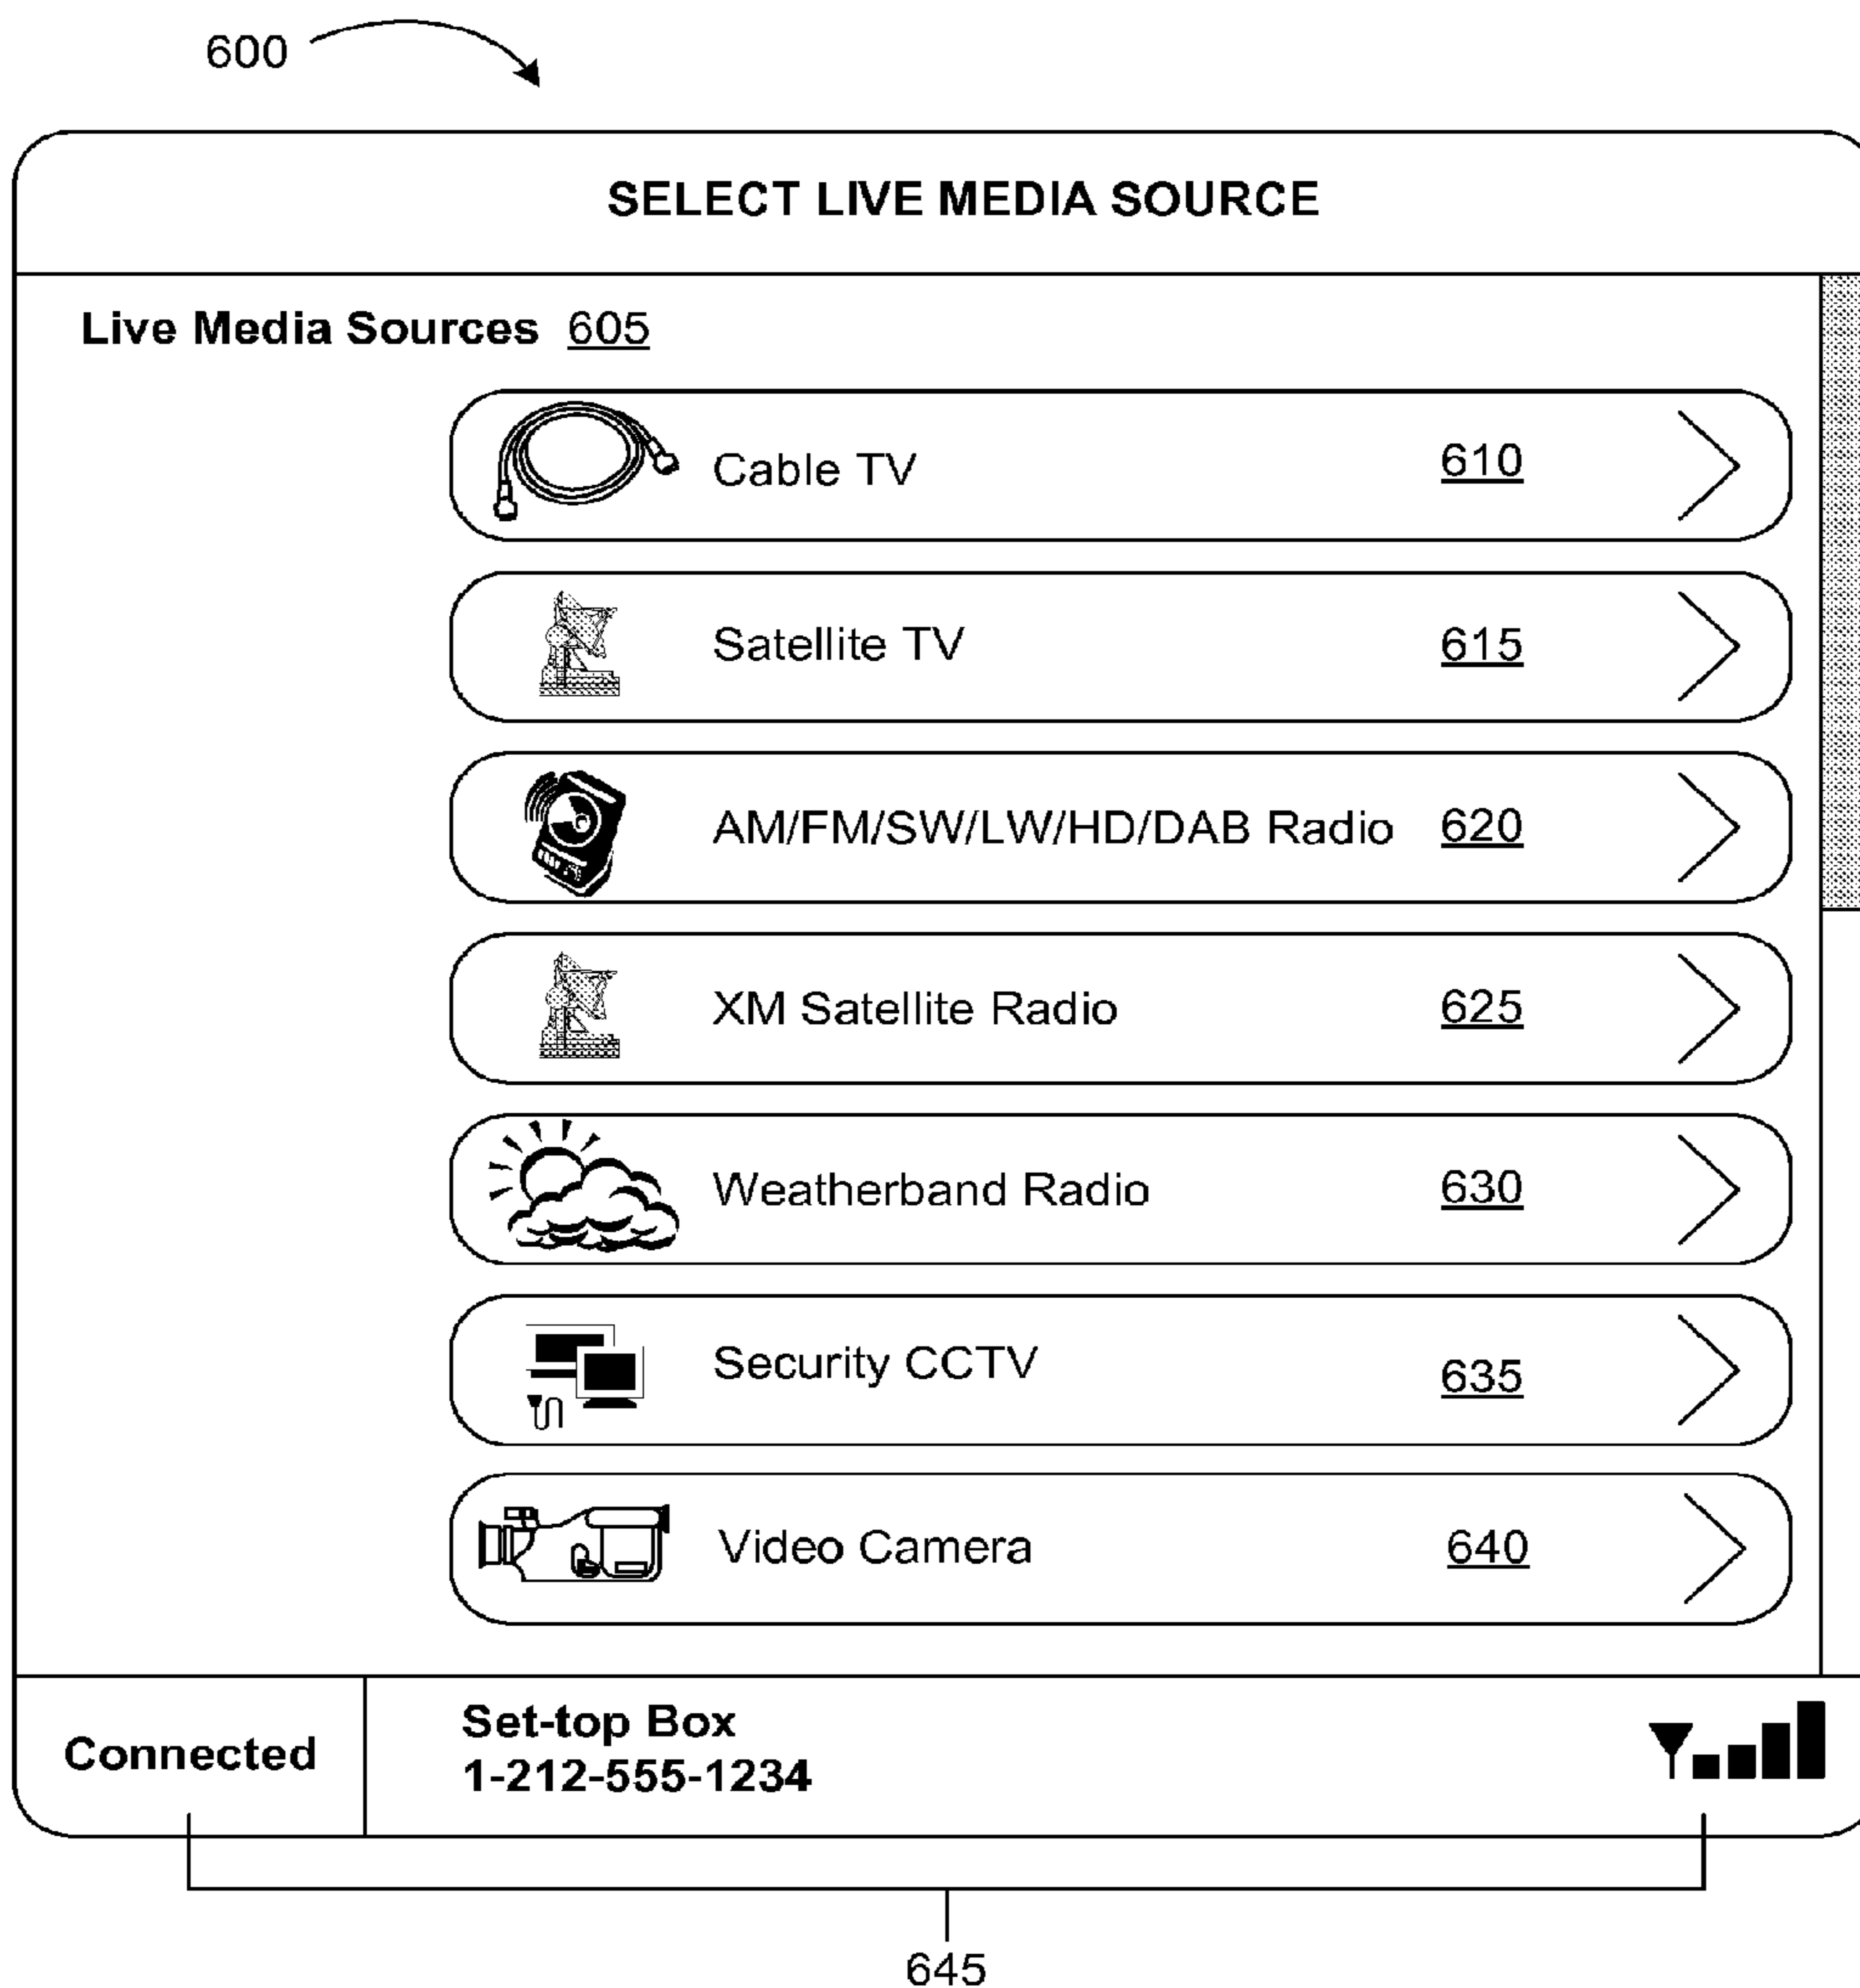 600
SELECT LIVE MEDIA SOURCE
Live Media Sources 605
Cable TV 610
Satellite TV 615
AM/FM/SW/LW/HD/DAB Radio 620
XM Satellite Radio 625
Weatherband Radio 630
Security CCTV 635
Video Camera 640
Connected
Set-top Box
1-212-555-1234
645